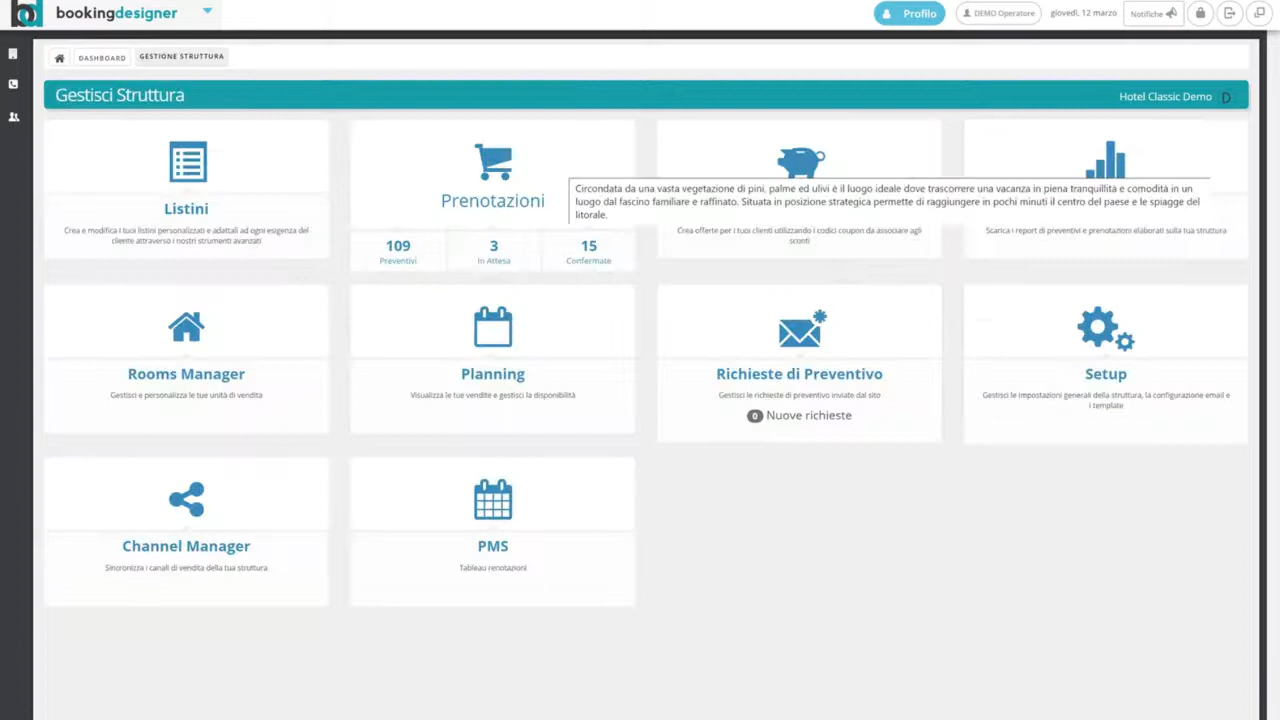 bookingdesigner
Profilo
DEMO Operatore
giovedì, 12 marzo
Notifiche
DASHBOARD
GESTIONE STRUTTURA
Gestisci Struttura
Hotel Classic Demo
Listini
Crea e modifica i tuoi listini personalizzati e adattali ad ogni esigenza del
cliente attraverso i nostri strumenti avanzati
Prenotazioni
109
Preventivi
3
In Attesa
15
Confermate
Circondata da una vasta vegetazione di pini, palme ed ulivi è il luogo ideale dove trascorrere una vacanza in piena tranquillità e comodità in un
luogo dal fascino familiare e raffinato. Situata in posizione strategica permette di raggiungere in pochi minuti il centro del paese e le spiagge del
litorale.
Crea offerte per i tuoi clienti utilizzando i codici coupon da associare agli
sconti
Scarica i report di preventivi e prenotazioni elaborati sulla tua struttura
Rooms Manager
Gestisci e personalizza le tue unità di vendita
Planning
Visualizza le tue vendite e gestisci la disponibilità
Richieste di Preventivo
Gestisci le richieste di preventivo inviate dal sito
0 Nuove richieste
Setup
Gestisci le impostazioni generali della struttura, la configurazione email e
i template
Channel Manager
Sincronizza i canali di vendita della tua struttura
PMS
Tableau renotazioni